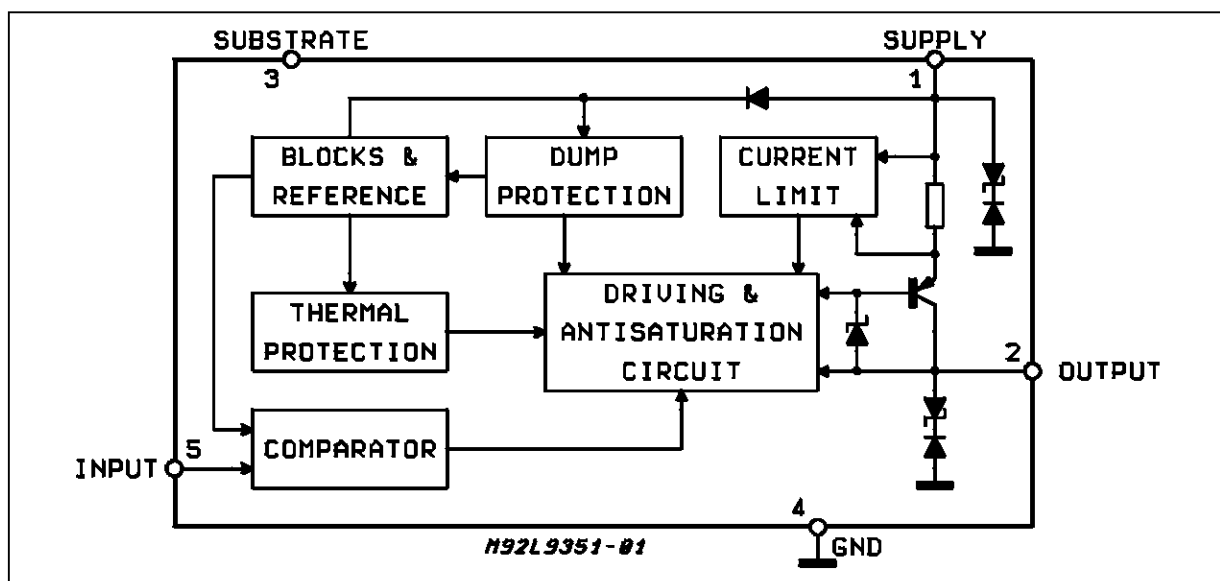 SUBSTRATE
3
SUPPLY
1
BLOCKS &
REFERENCE
DUMP
PROTECTION
CURRENT
LIMIT
THERMAL
PROTECTION
DRIVING &
ANTISATURATION
CIRCUIT
2
OUTPUT
COMPARATOR
5
INPUT
4
GND
M92L9351-01